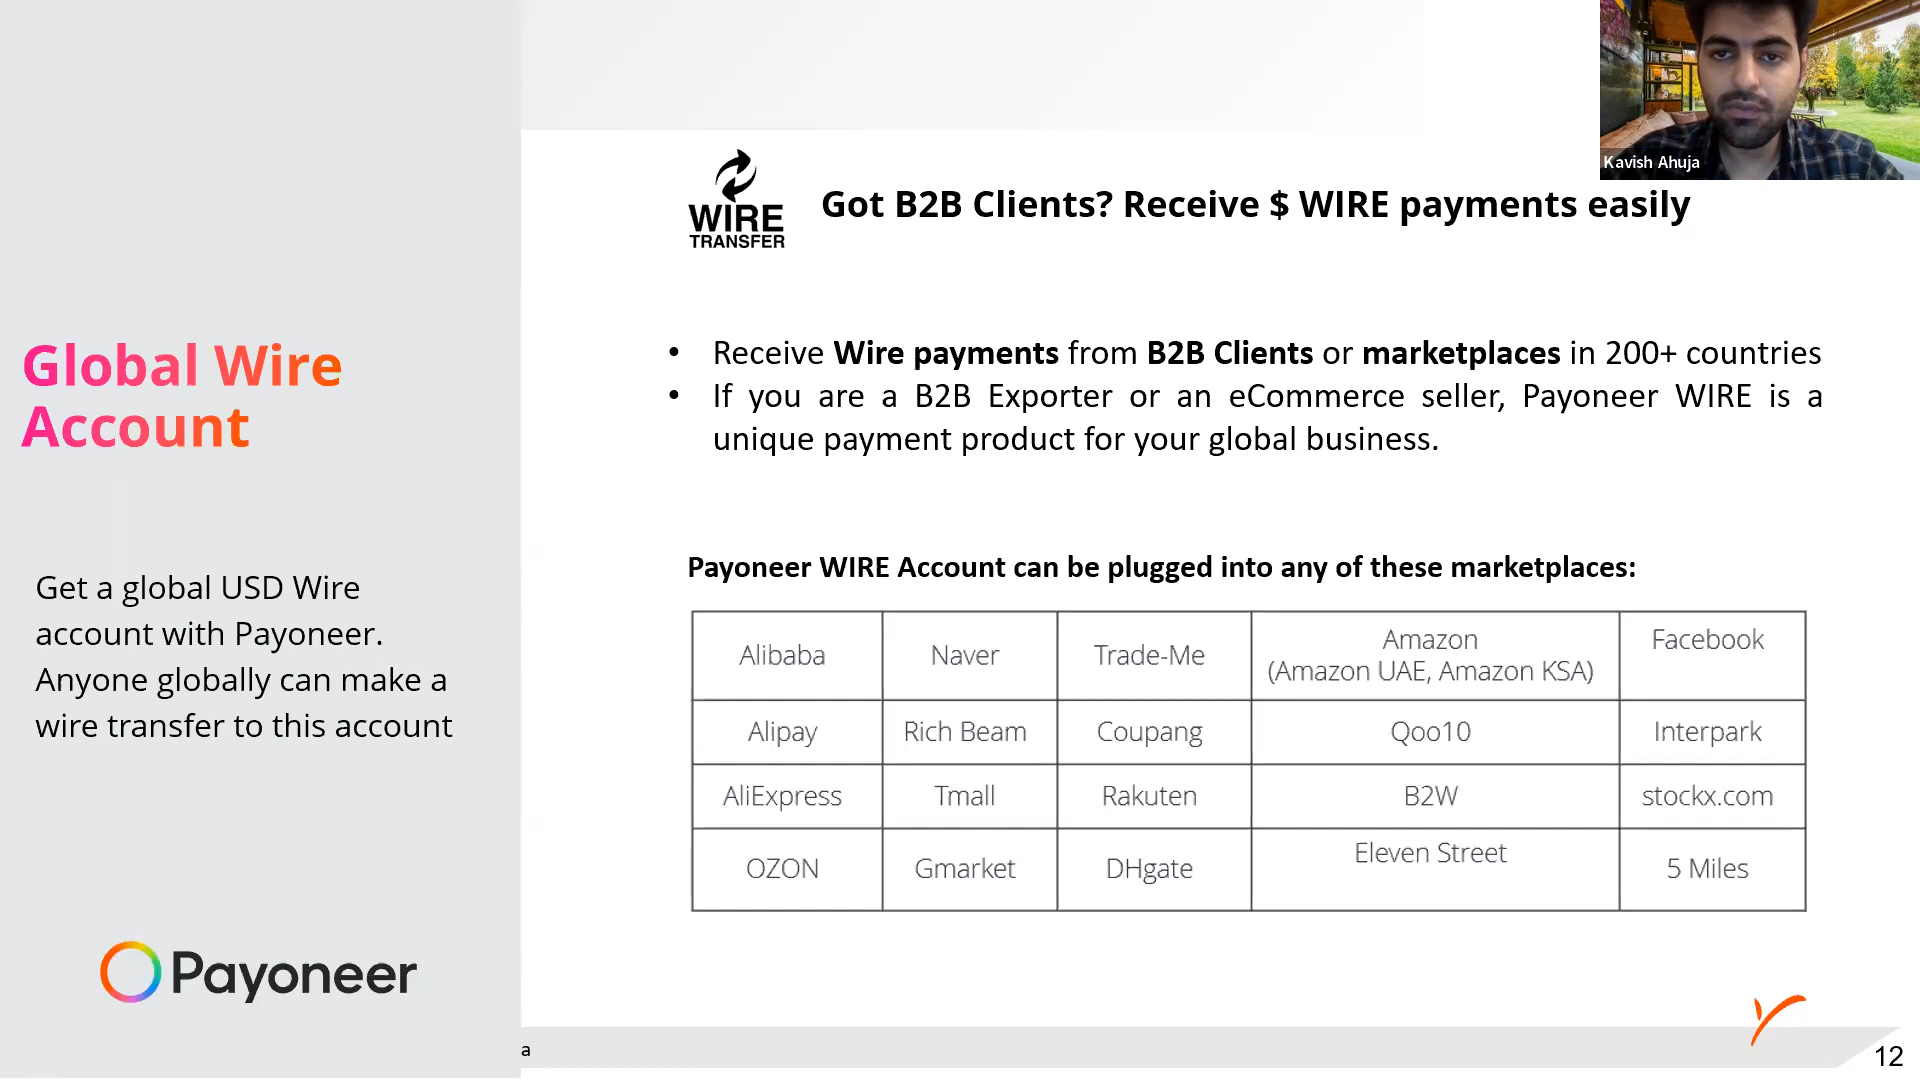 Kavish Ahuja
WIRE
TRANSFER
Got B2B Clients? Receive $ WIRE payments easily
Global Wire
Account
Get a global USD Wire
account with Payoneer.
Anyone globally can make a
wire transfer to this account
Payoneer
• Receive Wire payments from B2B Clients or marketplaces in 200+ countries
• If you are a B2B Exporter or an eCommerce seller, Payoneer WIRE is a
unique payment product for your global business.
Payoneer WIRE Account can be plugged into any of these marketplaces:
Alibaba Naver Trade-Me Amazon Facebook
(Amazon UAE, Amazon KSA)
Alipay Rich Beam Coupang Qoo10 Interpark
AliExpress Tmall Rakuten B2W stockx.com
OZON Gmarket DHgate Eleven Street 5 Miles
a
12